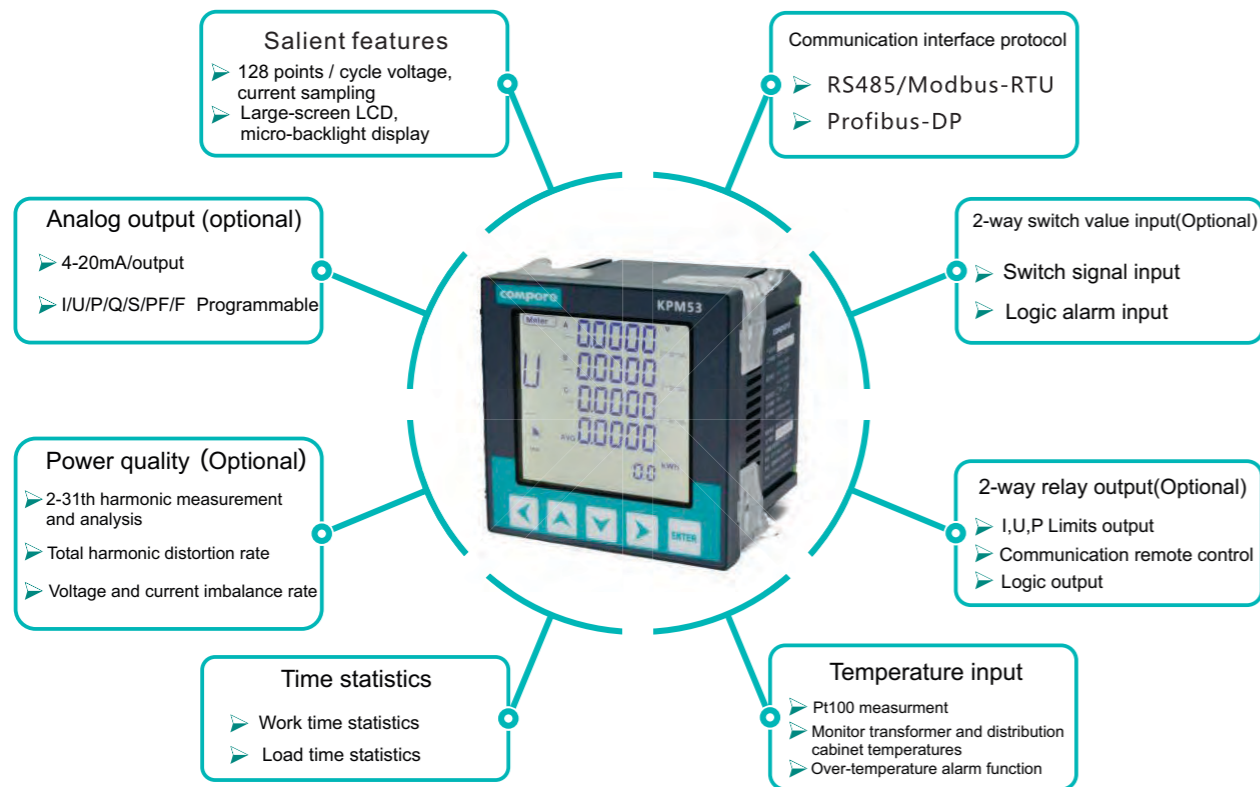 Salient features
128 points / cycle voltage,
current sampling
Large-screen LCD,
micro-backlight display
Communication interface protocol
RS485/Modbus-RTU
Profibus-DP
Analog output (optional)
4-20mA/output
I/U/P/Q/S/PF/F Programmable
2-way switch value input(Optional)
Switch signal input
Logic alarm input
compere
KPM53
Meter
A 0.0000 V
U
B 0.0000
C 0.0000
AVG 0.0000
0.0 kWh
ENTER
Power quality (Optional)
2-31th harmonic measurement
and analysis
Total harmonic distortion rate
Voltage and current imbalance rate
2-way relay output(Optional)
I,U,P Limits output
Communication remote control
Logic output
Time statistics
Work time statistics
Load time statistics
Temperature input
Pt100 measurment
Monitor transformer and distribution
cabinet temperatures
Over-temperature alarm function